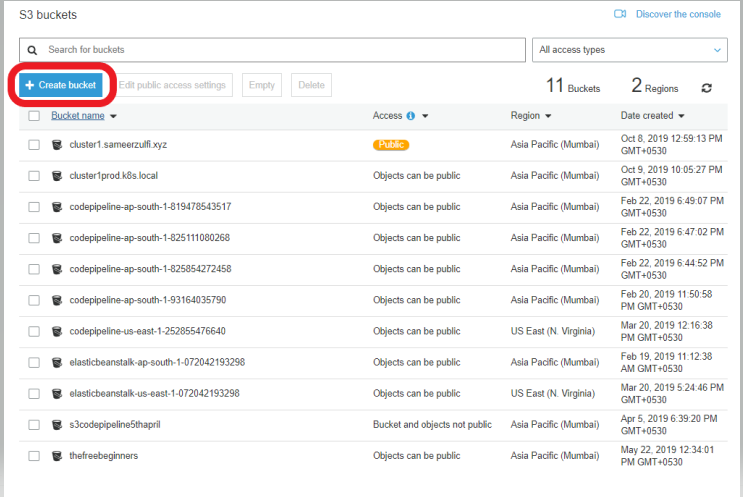 S3 buckets
Discover the console
Search for buckets
All access types
+ Create bucket
Edit public access settings
Empty
Delete
11 Buckets
2 Regions
Bucket name
Access
Region
Date created
cluster1.sameerzulfi.xyz
Public
Asia Pacific (Mumbai)
Oct 8, 2019 12:59:13 PM
GMT+0530
cluster1prod.k8s.local
Objects can be public
Asia Pacific (Mumbai)
Oct 9, 2019 10:05:27 PM
GMT+0530
codepipeline-ap-south-1-819478543517
Objects can be public
Asia Pacific (Mumbai)
Feb 22, 2019 6:49:07 PM
GMT+0530
codepipeline-ap-south-1-825111080268
Objects can be public
Asia Pacific (Mumbai)
Feb 22, 2019 6:47:02 PM
GMT+0530
codepipeline-ap-south-1-825854272458
Objects can be public
Asia Pacific (Mumbai)
Feb 22, 2019 6:44:52 PM
GMT+0530
codepipeline-ap-south-1-93164035790
Objects can be public
Asia Pacific (Mumbai)
Feb 20, 2019 11:50:58
PM GMT+0530
codepipeline-us-east-1-252855476640
Objects can be public
US East (N. Virginia)
Mar 20, 2019 12:16:38
PM GMT+0530
elasticbeanstalk-ap-south-1-072042193298
Objects can be public
Asia Pacific (Mumbai)
Feb 19, 2019 11:12:38
AM GMT+0530
elasticbeanstalk-us-east-1-072042193298
Objects can be public
US East (N. Virginia)
Mar 20, 2019 5:24:46 PM
GMT+0530
s3codepipeline5thapril
Bucket and objects not public
Asia Pacific (Mumbai)
Apr 5, 2019 6:39:20 PM
GMT+0530
thefreebeginners
Objects can be public
Asia Pacific (Mumbai)
May 22, 2019 12:34:01
PM GMT+0530